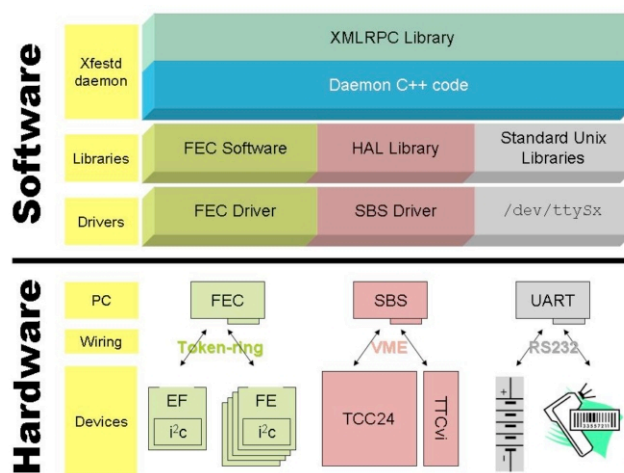 Software
Xfestd
daemon
XMLRPC Library
Daemon C++ code
Libraries
FEC Software
HAL Library
Standard Unix
Libraries
Drivers
FEC Driver
SBS Driver
/dev/ttySx
Hardware
PC
FEC
SBS
UART
Wiring
Token-ring
VME
RS232
Devices
EF
i²c
FE
i²c
TCC24
TTCvi
+
-